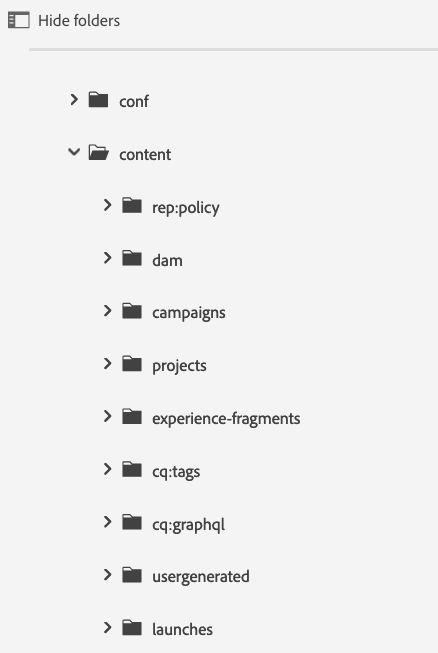 Hide folders
conf
content
rep:policy
dam
campaigns
projects
experience-fragments
cq:tags
cq:graphql
usergenerated
launches